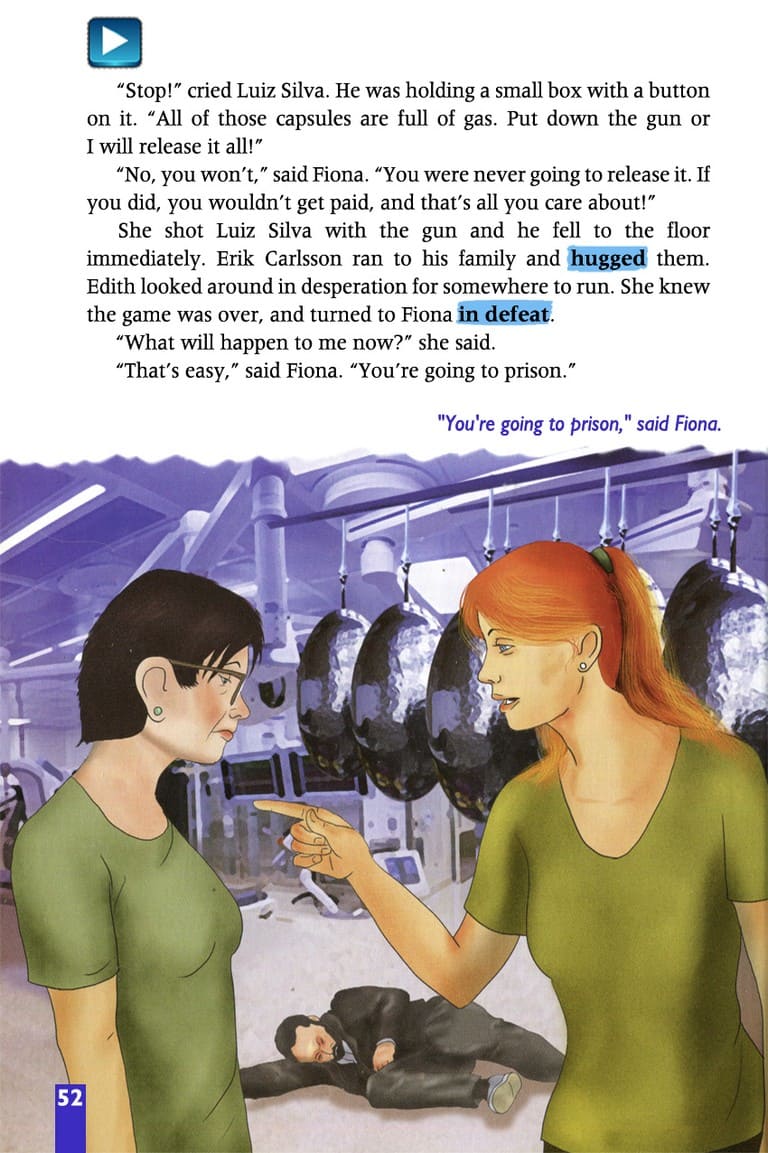 “Stop!” cried Luiz Silva. He was holding a small box with a button
on it. “All of those capsules are full of gas. Put down the gun or
I will release it all!”
“No, you won’t,” said Fiona. “You were never going to release it. If
you did, you wouldn’t get paid, and that’s all you care about!”
She shot Luiz Silva with the gun and he fell to the floor
immediately. Erik Carlsson ran to his family and hugged them.
Edith looked around in desperation for somewhere to run. She knew
the game was over, and turned to Fiona in defeat.
“What will happen to me now?” she said.
“That’s easy,” said Fiona. “You’re going to prison.”
"You're going to prison," said Fiona.
52